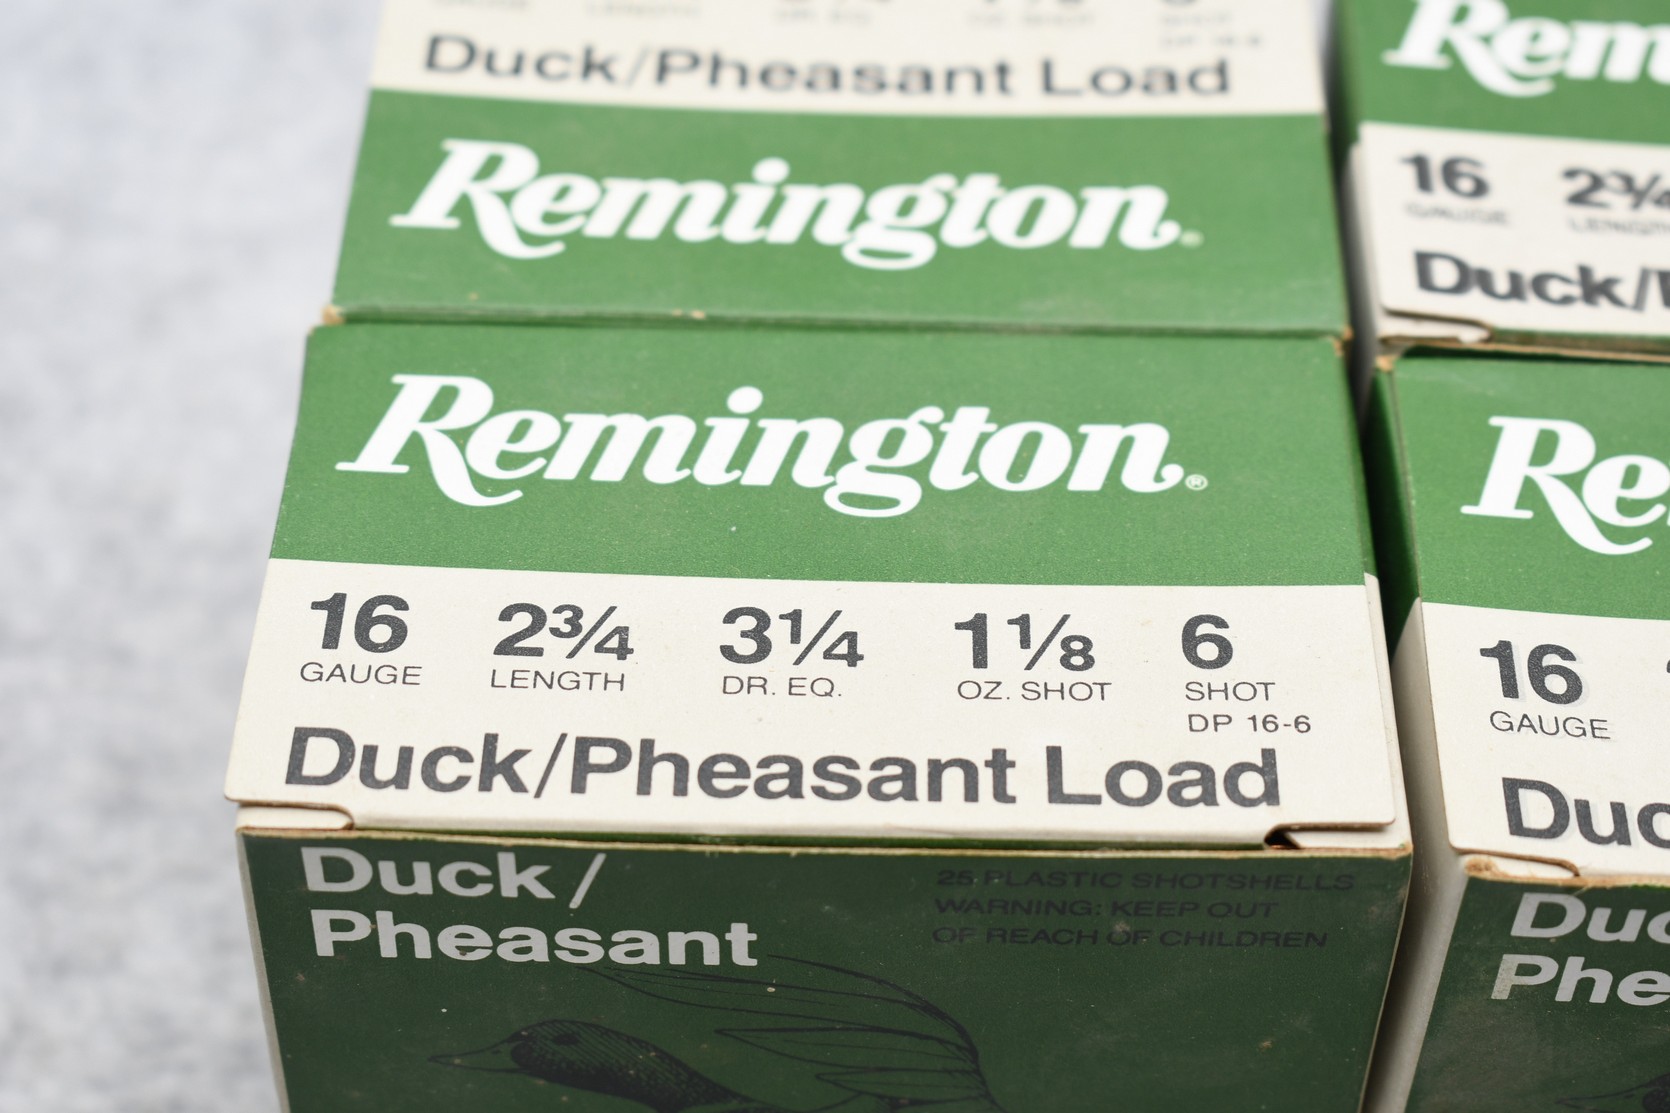 Duck/Pheasant Load
Remington
Remington®
16 2¾ 3¼ 1⅛ 6
GAUGE LENGTH DR. EQ. OZ. SHOT SHOT
DP 16-6
Duck/Pheasant Load
Duck/
Pheasant
25 PLASTIC SHOTSHELLS
WARNING: KEEP OUT
OF REACH OF CHILDREN
Rem
16 2¾
GAUGE LENGTH
Duck/
Re
16
GAUGE
Duc
Duc
Phe